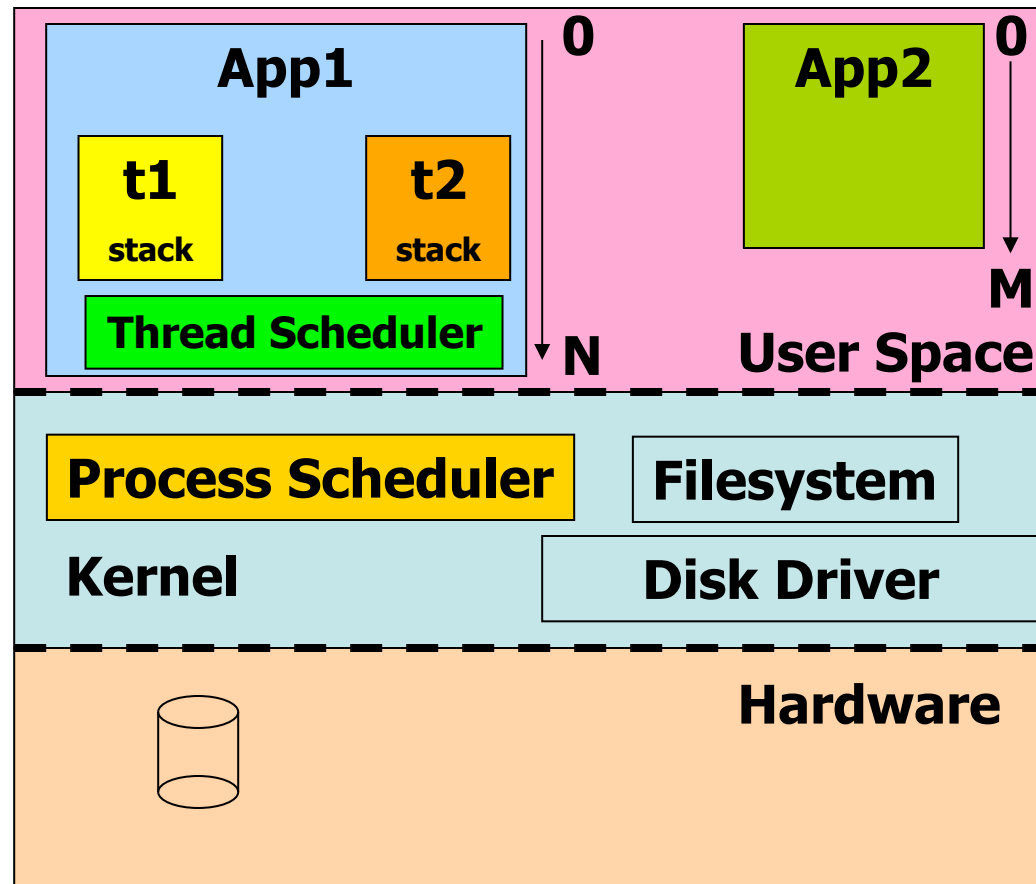 App1
0
App2
0
t1
stack
t2
stack
Thread Scheduler
N
M
User Space
Process Scheduler
Filesystem
Kernel
Disk Driver
Hardware